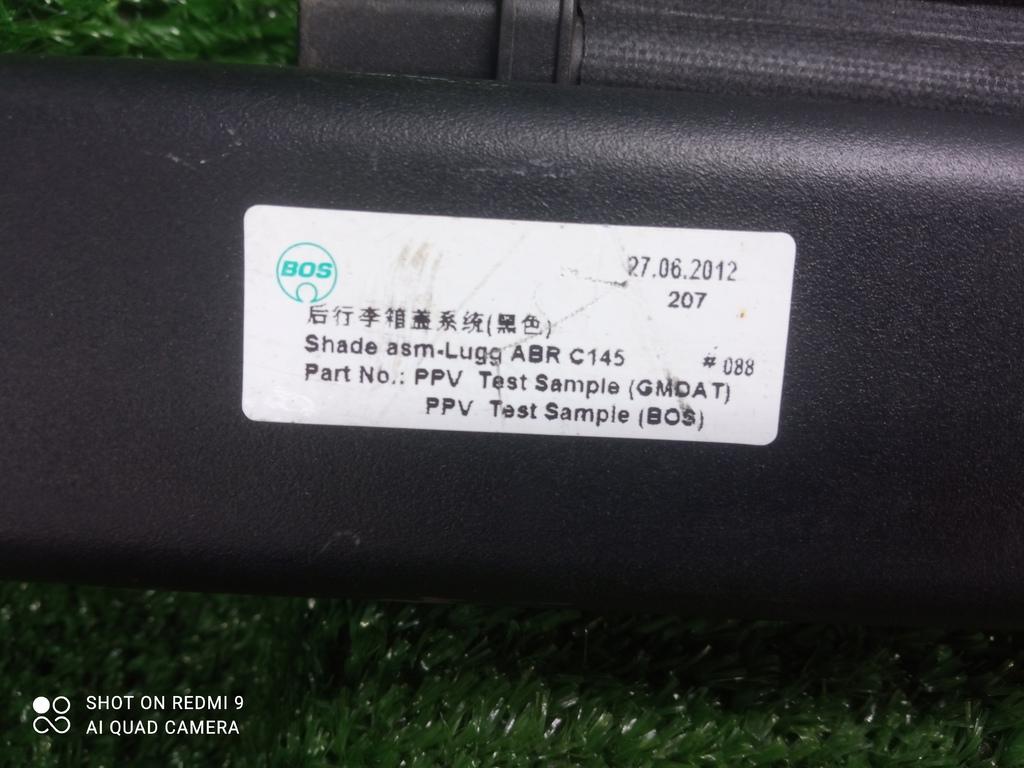 BOS
27.06.2012
207
后行李箱盖系统(黑色)
Shade asm-Lugg ABR C145
# 088
Part No.: PPV Test Sample (GMDAT)
PPV Test Sample (BOS)
SHOT ON REDMI 9
AI QUAD CAMERA